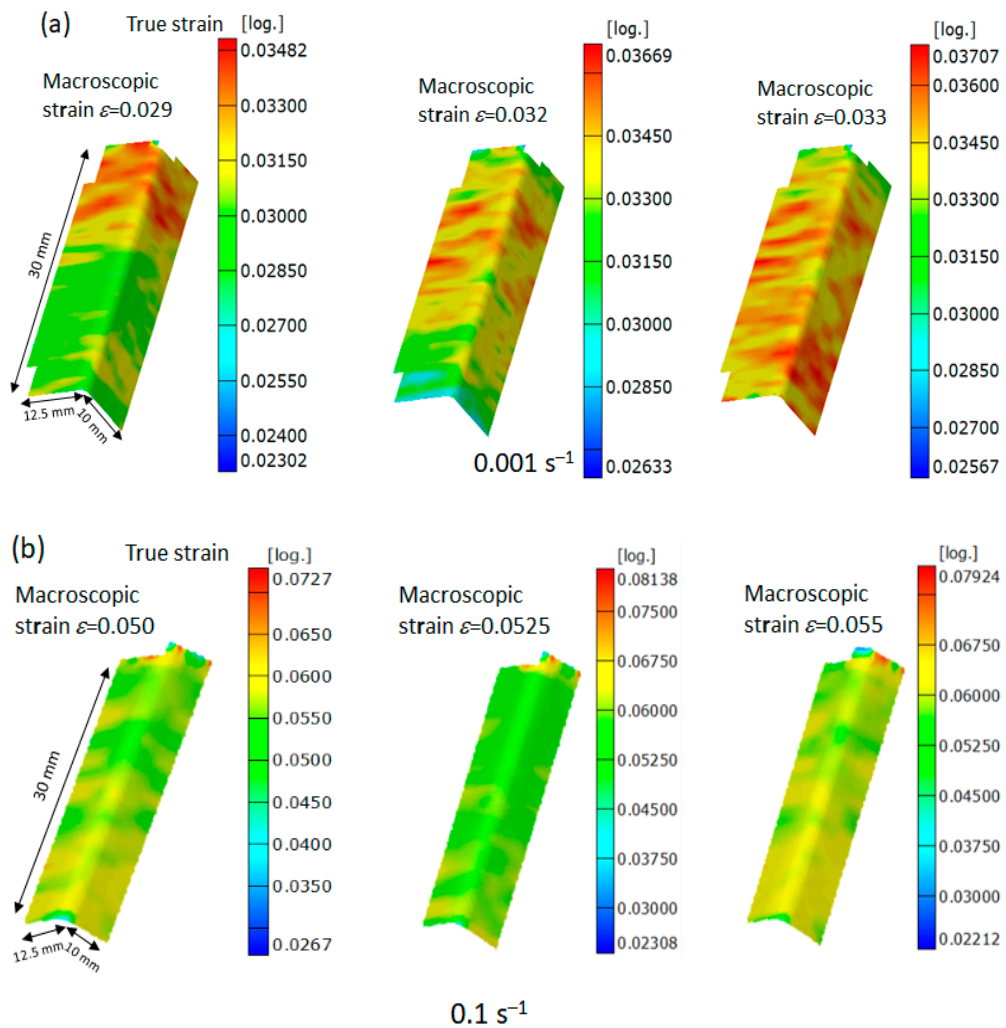 (a)
True strain
[log.]
Macroscopic
strain ε=0.029
0.03482
0.03300
0.03150
0.03000
0.02850
0.02700
0.02550
0.02400
0.02302
30 mm
12.5 mm
10 mm
[log.]
Macroscopic
strain ε=0.032
0.03669
0.03450
0.03300
0.03150
0.03000
0.02850
0.02633
[log.]
Macroscopic
strain ε=0.033
0.03707
0.03600
0.03450
0.03300
0.03150
0.03000
0.02850
0.02700
0.02567
0.001 s⁻¹
(b)
True strain
[log.]
Macroscopic
strain ε=0.050
0.0727
0.0650
0.0600
0.0550
0.0500
0.0450
0.0400
0.0350
0.0267
30 mm
12.5 mm
10 mm
[log.]
Macroscopic
strain ε=0.0525
0.08138
0.07500
0.06750
0.06000
0.05250
0.04500
0.03750
0.03000
0.02308
[log.]
Macroscopic
strain ε=0.055
0.07924
0.06750
0.06000
0.05250
0.04500
0.03750
0.03000
0.02212
0.1 s⁻¹